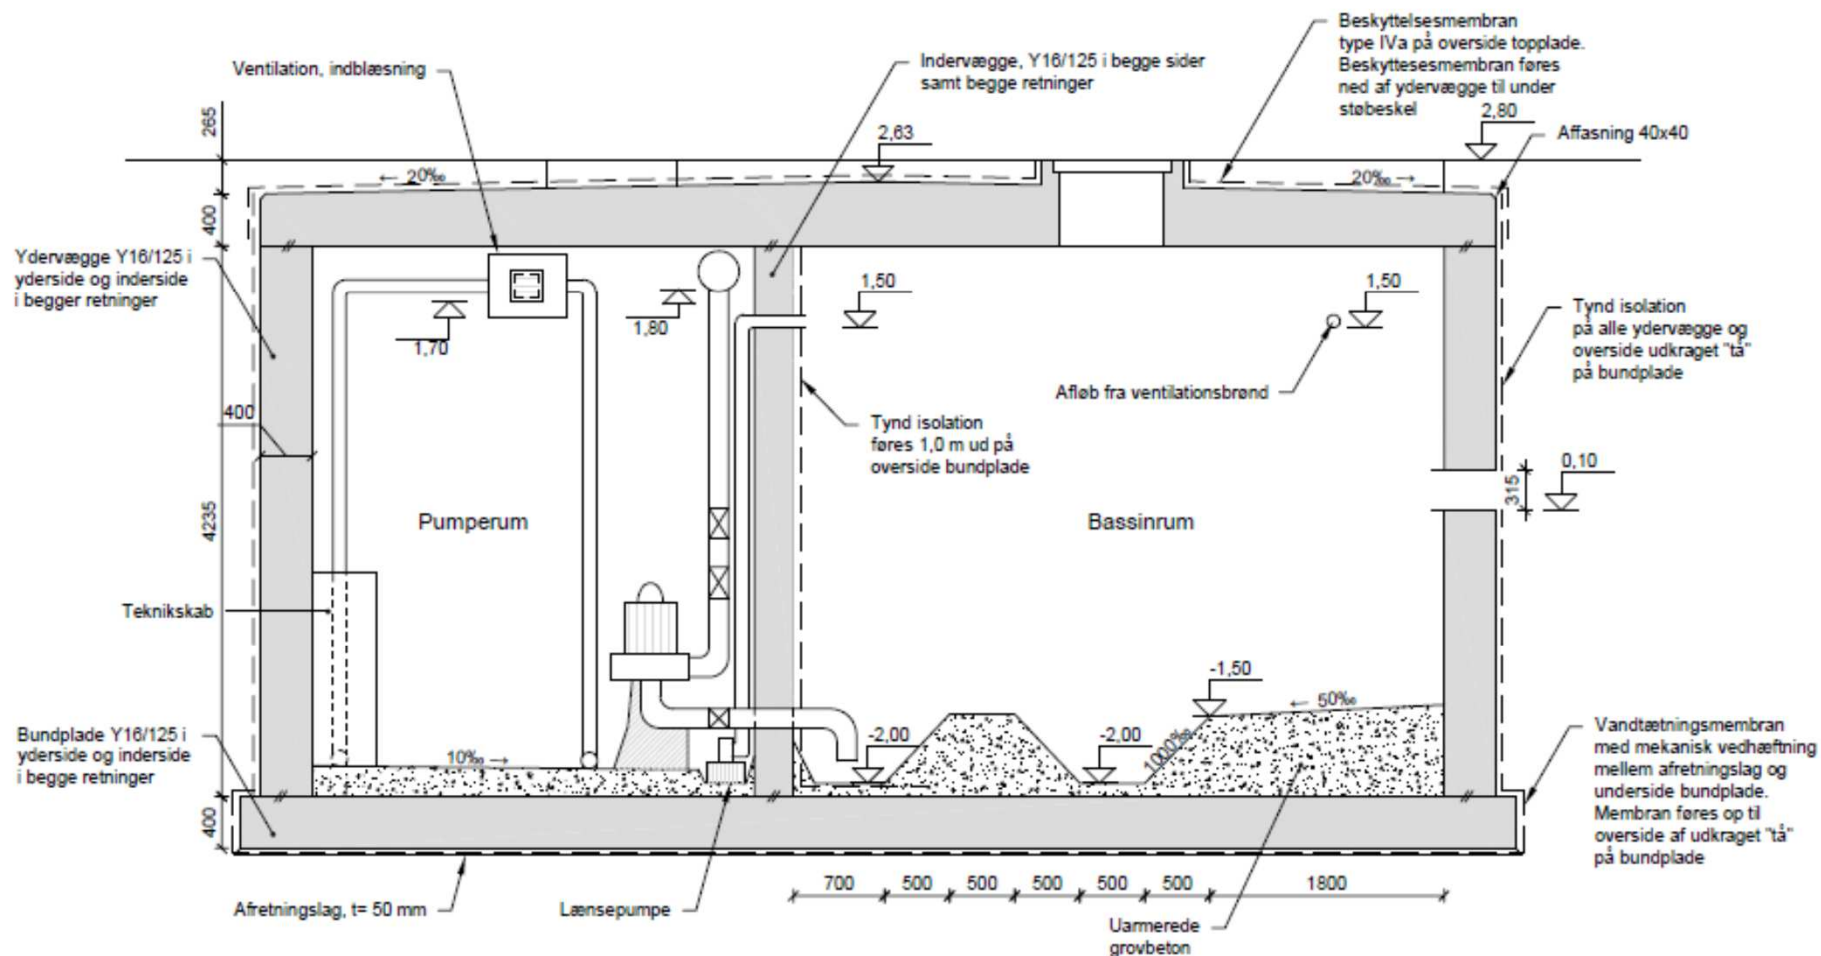 Beskyttelsesmembran
type IVa på overside topplade.
Beskyttesesmembran føres
ned af ydervægge til under
støbeskel
Ventilation, indblæsning
Indervægge, Y16/125 i begge sider
samt begge retninger
265
2,63
2,80
Affasning 40x40
← 20‰
20‰ →
400
Ydervægge Y16/125 i
yderside og inderside
i begger retninger
1,70
1,80
1,50
1,50
Tynd isolation
på alle ydervægge og
overside udkraget "tå"
på bundplade
Afløb fra ventilationsbrønd
400
Tynd isolation
føres 1,0 m ud på
overside bundplade
0,10
315
4235
Pumperum
Bassinrum
Teknikskab
-1,50
← 50‰
Bundplade Y16/125 i
yderside og inderside
i begge retninger
10‰ →
-2,00
-2,00
1000‰
Vandtætningsmembran
med mekanisk vedhæftning
mellem afretningslag og
underside bundplade.
Membran føres op til
overside af udkraget "tå"
på bundplade
400
700
500
500
500
500
500
1800
Afretningslag, t= 50 mm
Lænsepumpe
Uarmerede
grovbeton